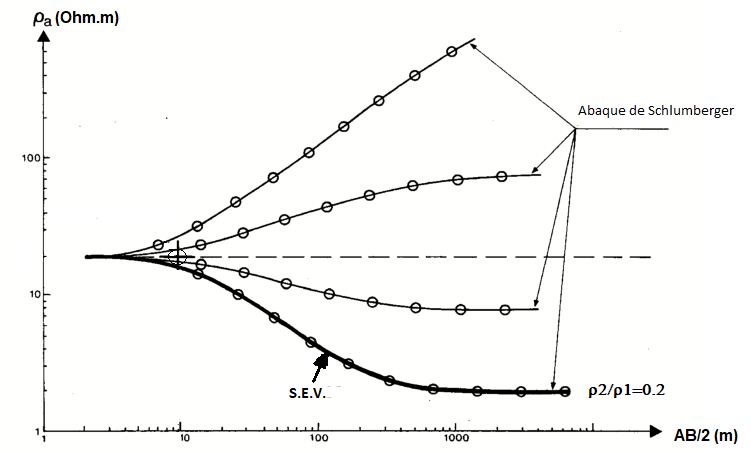 ρa (Ohm.m)
Abaque de Schlumberger
100
10
1
S.E.V.
ρ2/ρ1=0.2
1
10
100
1000
AB/2 (m)